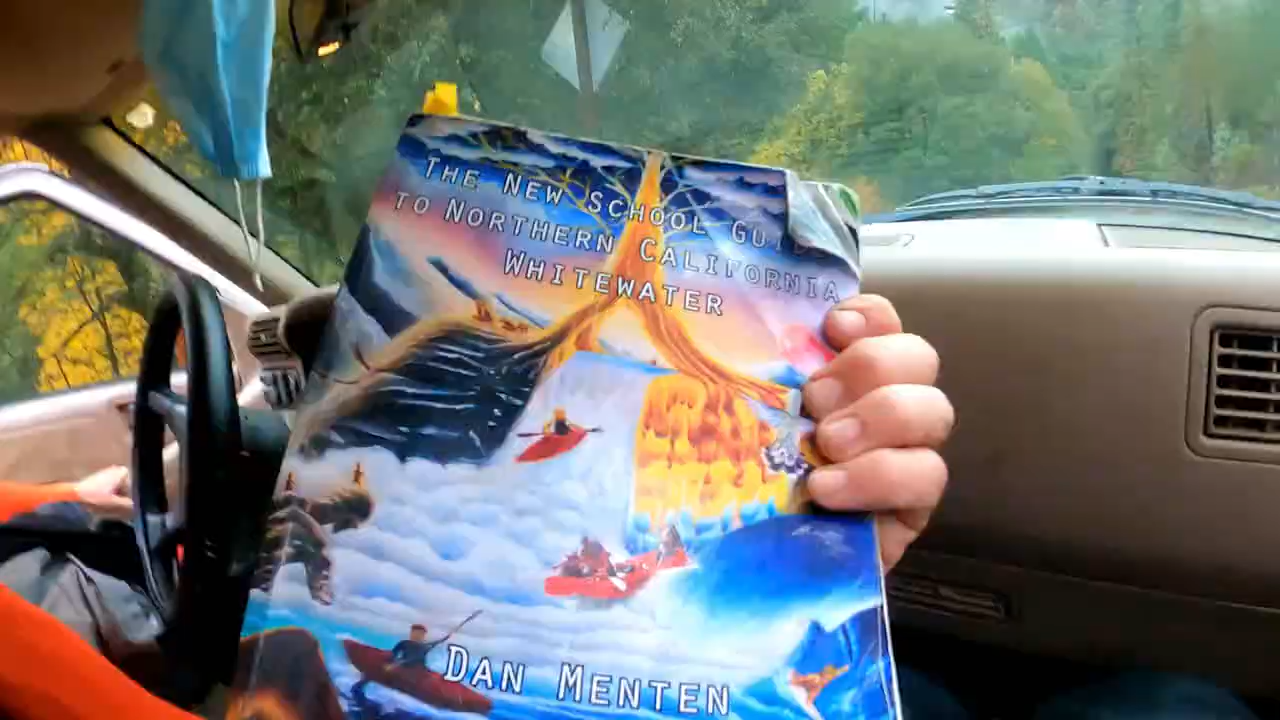 The New School
to Northern California
Whitewater
Dan Menten